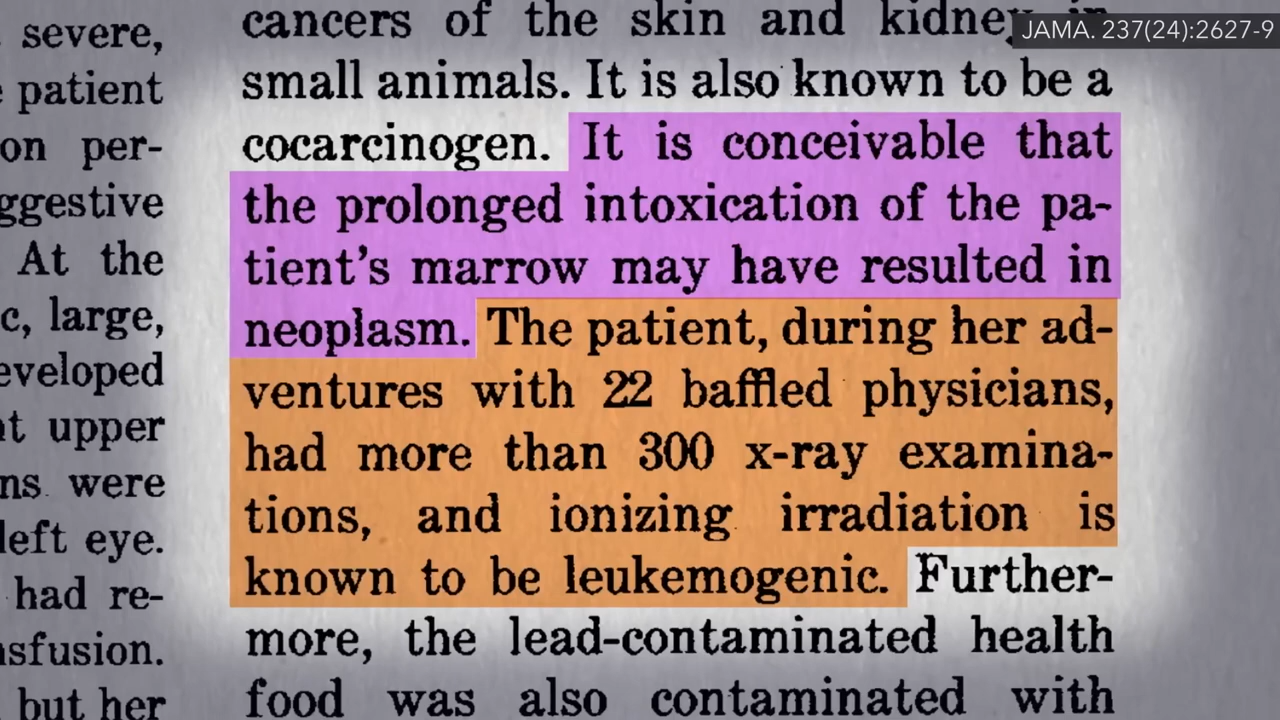 severe,
patient
on per-
ggestive
At the
c, large,
eveloped
t upper
ns were
left eye.
had re-
nsfusion.
but her
cancers of the skin and kidney in
small animals. It is also known to be a
cocarcinogen. It is conceivable that
the prolonged intoxication of the pa-
tient's marrow may have resulted in
neoplasm. The patient, during her ad-
ventures with 22 baffled physicians,
had more than 300 x-ray examina-
tions, and ionizing irradiation is
known to be leukemogenic. Further-
more, the lead-contaminated health
food was also contaminated with
JAMA. 237(24):2627-9